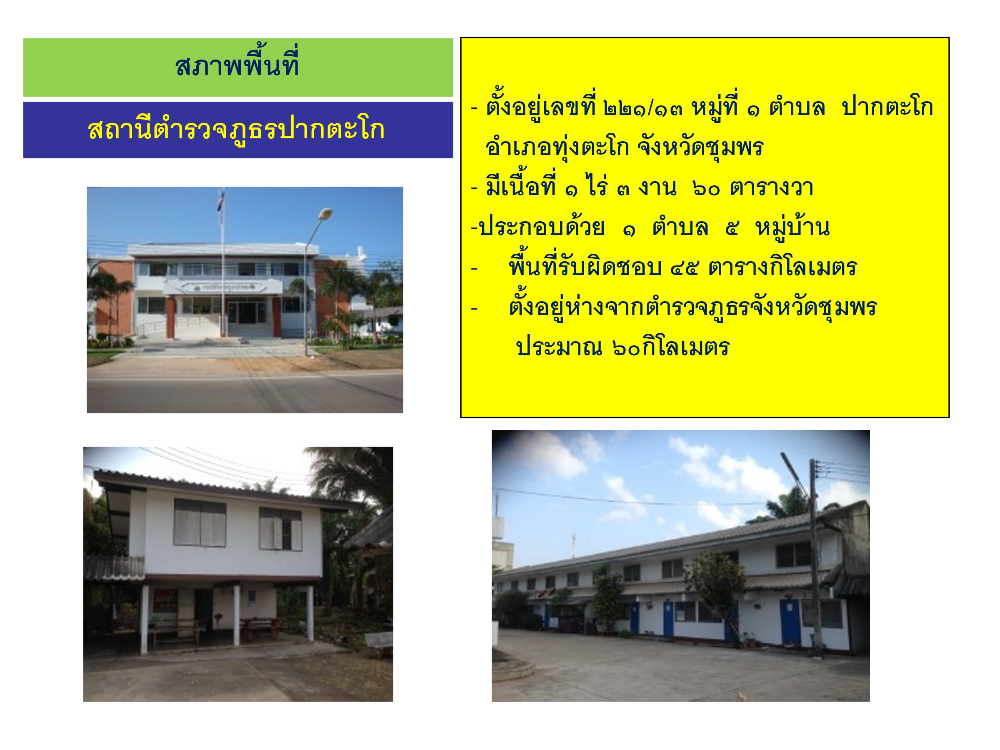 สภาพพื้นที่
สถานีตำรวจภูธรปากตะโก
- ตั้งอยู่เลขที่ ๒๒๑/๑๓ หมู่ที่ ๑ ตำบล ปากตะโก
อำเภอทุ่งตะโก จังหวัดชุมพร
- มีเนื้อที่ ๑ ไร่ ๓ งาน ๖๐ ตารางวา
-ประกอบด้วย ๑ ตำบล ๕ หมู่บ้าน
- พื้นที่รับผิดชอบ ๔๕ ตารางกิโลเมตร
- ตั้งอยู่ห่างจากตำรวจภูธรจังหวัดชุมพร
ประมาณ ๖๐กิโลเมตร